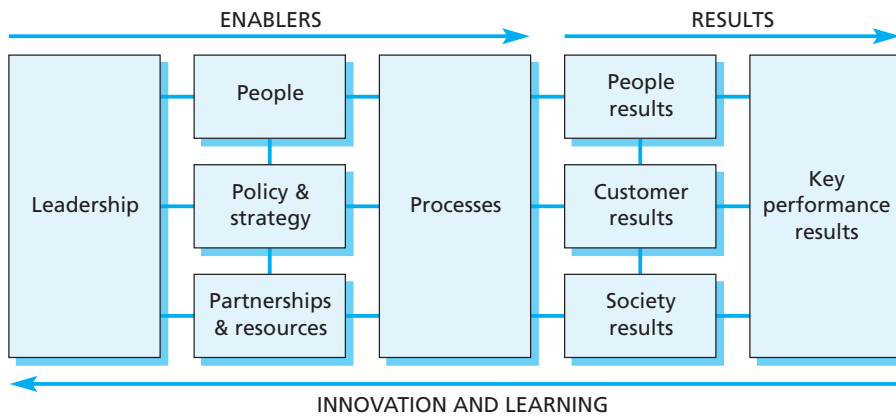 ENABLERS
RESULTS
Leadership
People
Policy &
strategy
Partnerships
& resources
Processes
People
results
Customer
results
Society
results
Key
performance
results
INNOVATION AND LEARNING